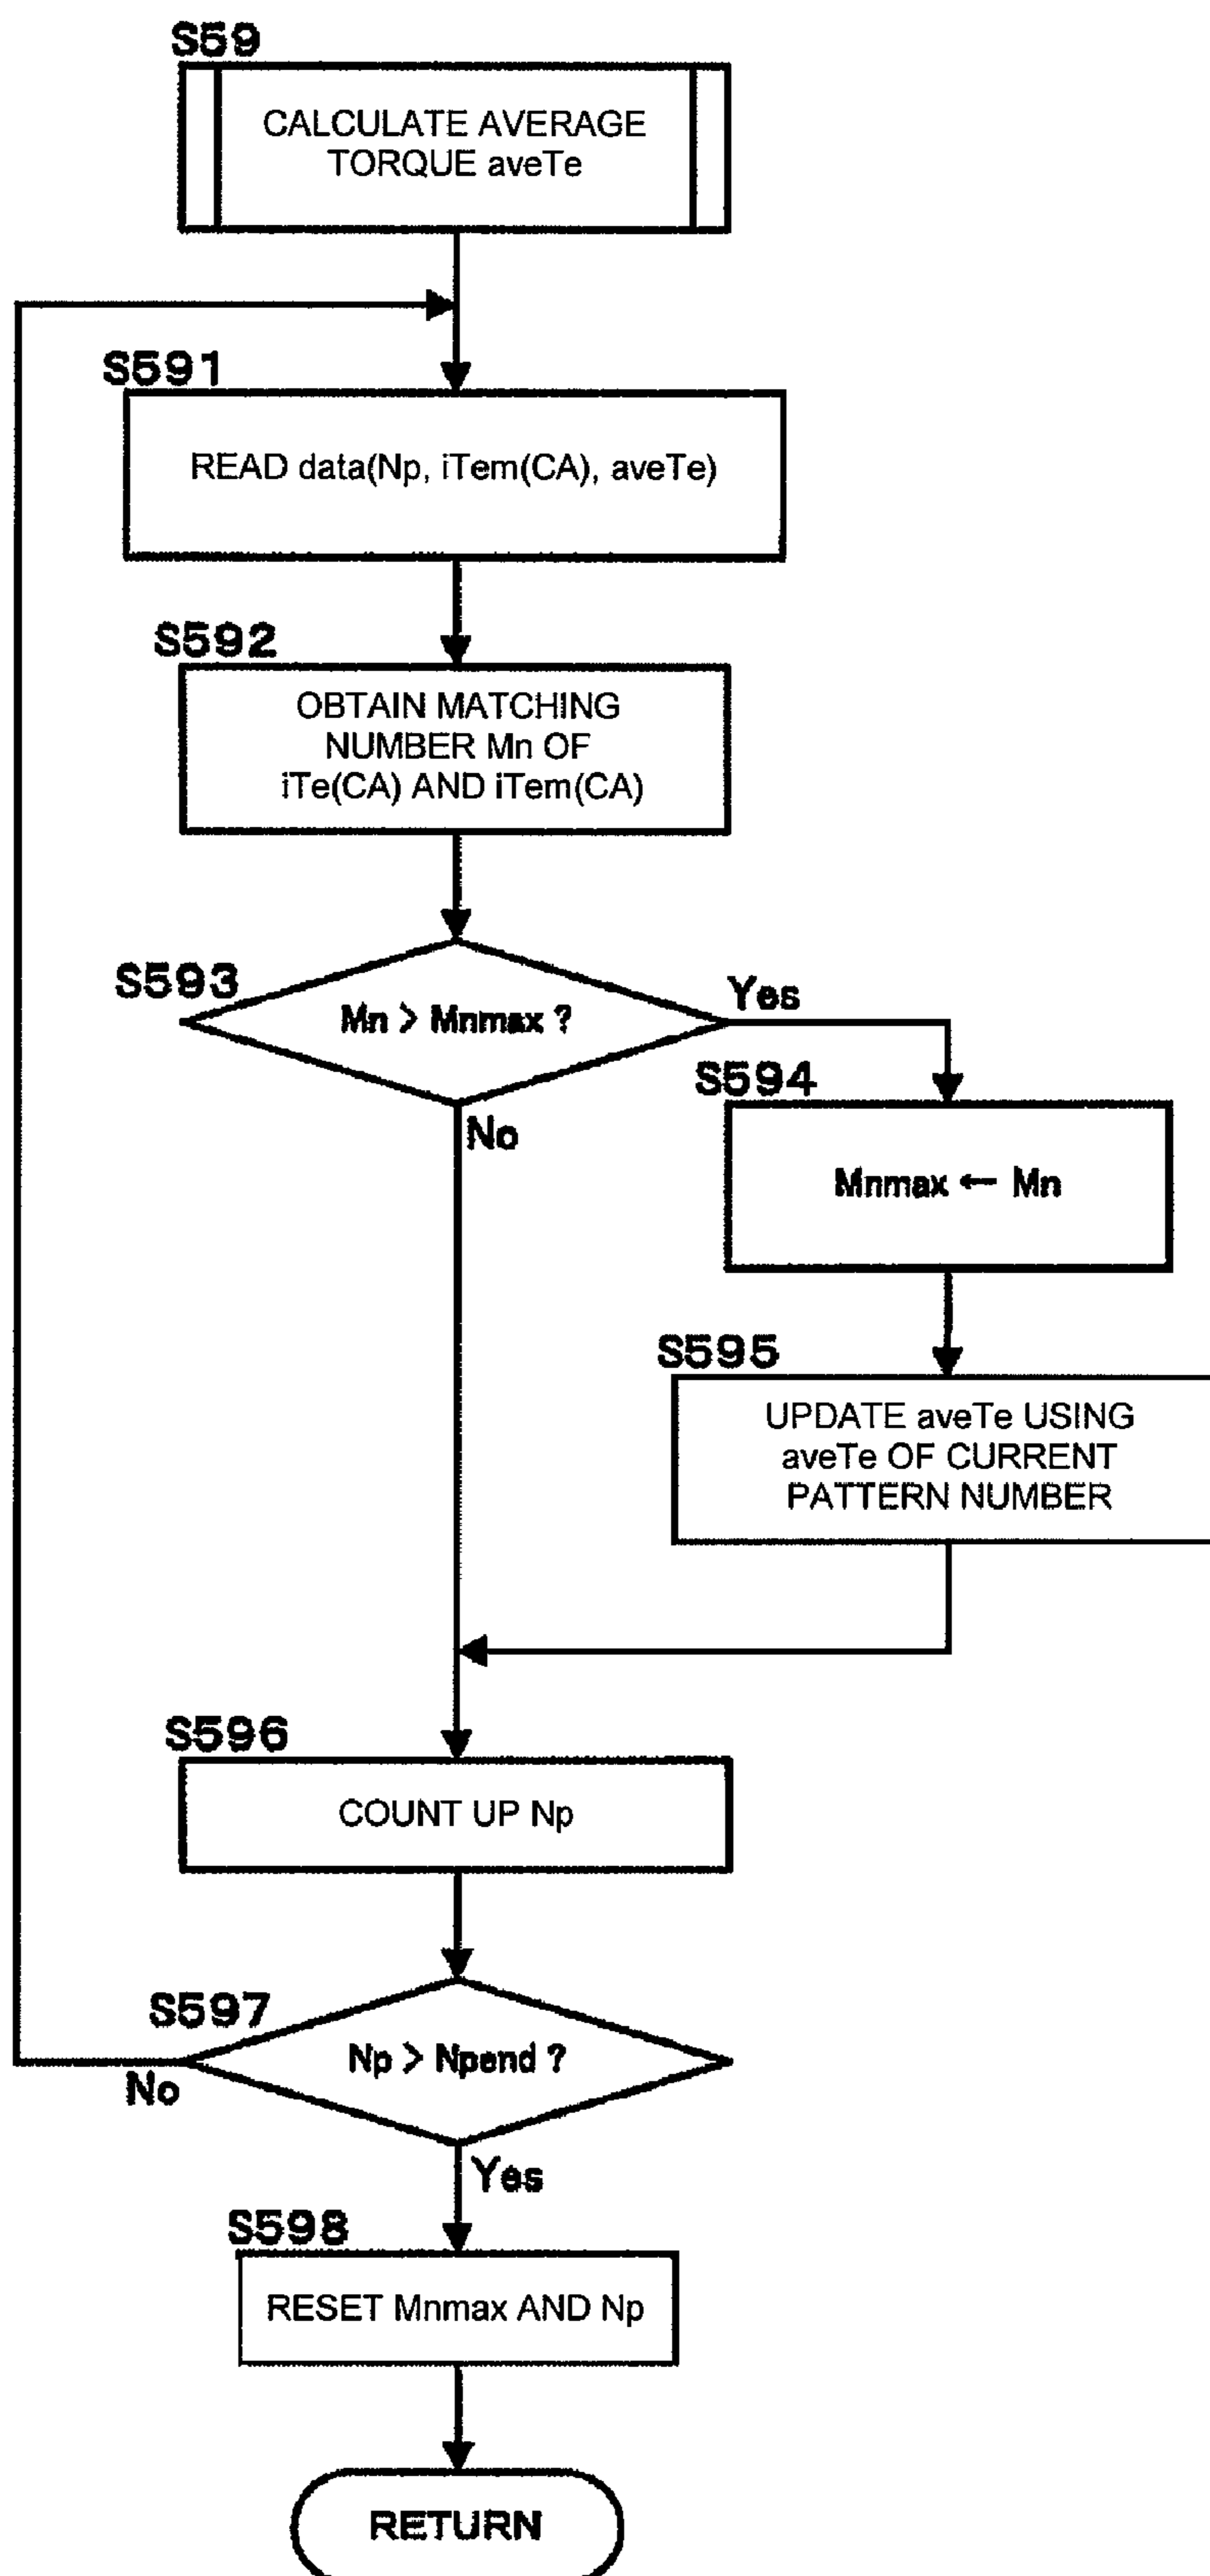 S59
CALCULATE AVERAGE
TORQUE aveTe
S591
READ data(Np, iTem(CA), aveTe)
S592
OBTAIN MATCHING
NUMBER Mn OF
iTe(CA) AND iTem(CA)
S593
Mn > Mnmax ?
Yes
No
S594
Mnmax ← Mn
S595
UPDATE aveTe USING
aveTe OF CURRENT
PATTERN NUMBER
S596
COUNT UP Np
S597
Np > Npend ?
No
Yes
S598
RESET Mnmax AND Np
RETURN